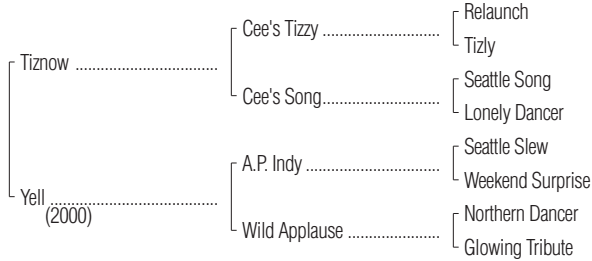 Relaunch
Cee's Tizzy ..............................
Tizly
Tiznow ....................................
Seattle Song
Cee's Song..............................
Lonely Dancer
Seattle Slew
A.P. Indy ..................................
Weekend Surprise
Yell ..........................................
(2000)
Northern Dancer
Wild Applause .......................
Glowing Tribute